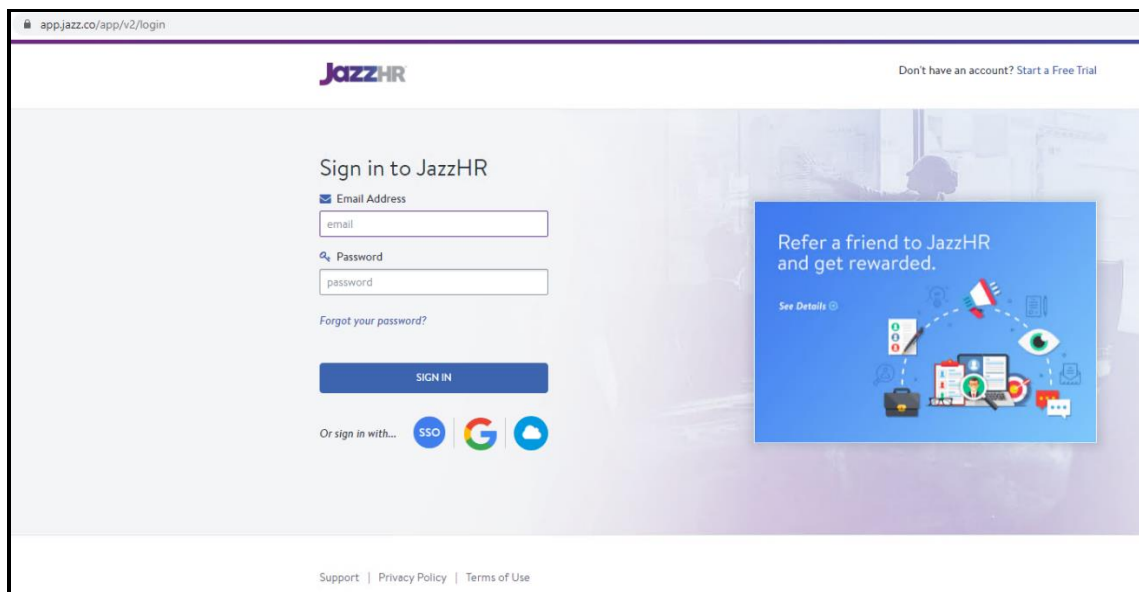 app.jazz.co/app/v2/login
JazzHR
Don't have an account? Start a Free Trial
Sign in to JazzHR
Email Address
email
Password
password
Forgot your password?
SIGN IN
Or sign in with... SSO
Refer a friend to JazzHR
and get rewarded.
See Details
Support | Privacy Policy | Terms of Use